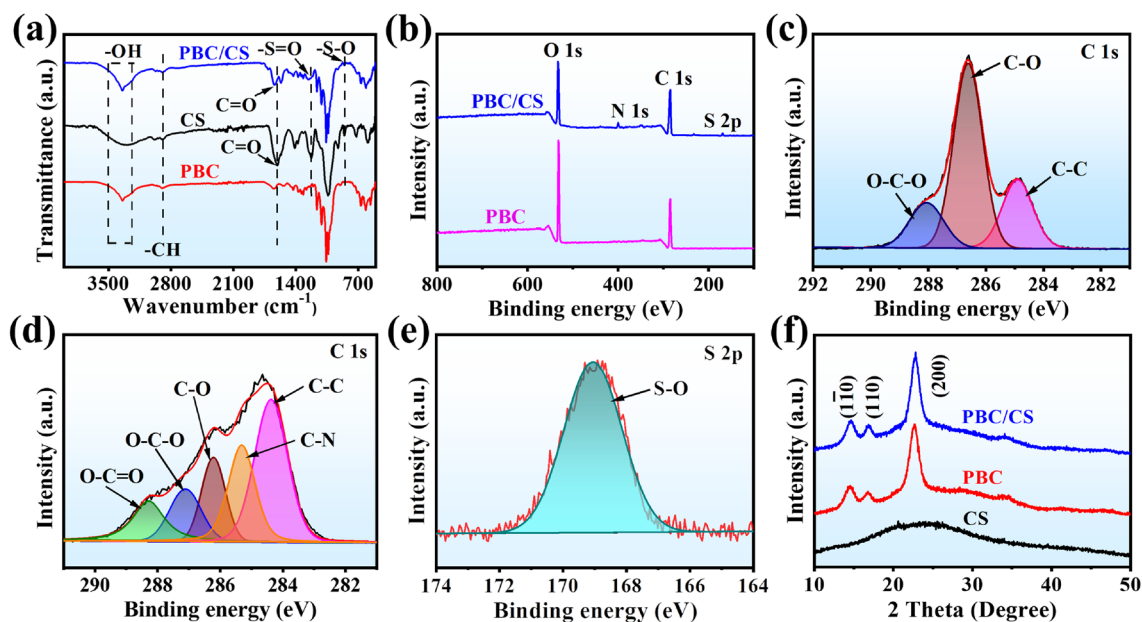 (a)
-OH
-S=O
-S-O
PBC/CS
C=O
CS
C=O
PBC
-CH
Transmittance (a.u.)
3500 2800 2100 1400 700
Wavenumber (cm⁻¹)
(b)
O 1s
C 1s
PBC/CS
N 1s
S 2p
PBC
Intensity (a.u.)
800 600 400 200
Binding energy (eV)
(c)
C 1s
C-O
O-C-O
C-C
Intensity (a.u.)
292 290 288 286 284 282
Binding energy (eV)
(d)
C 1s
C-O
C-C
O-C-O
C-N
O-C=O
Intensity (a.u.)
290 288 286 284 282
Binding energy (eV)
(e)
S 2p
S-O
Intensity (a.u.)
174 172 170 168 166 164
Binding energy (eV)
(f)
(1̄10)
(110)
(200)
PBC/CS
PBC
CS
Intensity (a.u.)
10 20 30 40 50
2 Theta (Degree)